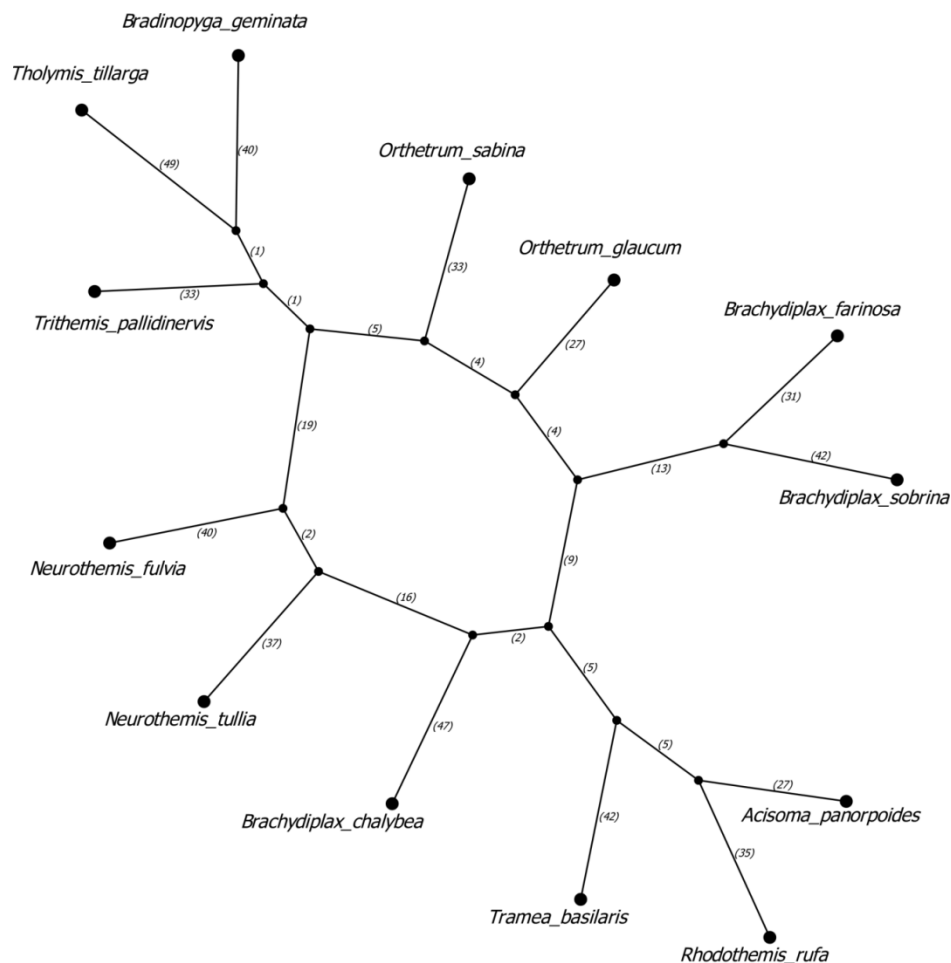 Bradinopyga_geminata
Tholymis_tillarga
(40)
Orthetrum_sabina
(49)
Orthetrum_glaucum
(1)
(33)
(33)
Trithemis_pallidinervis
(1)
Brachydiplax_farinosa
(5)
(27)
(4)
(31)
(19)
(4)
(42)
(13)
Brachydiplax_sobrina
(40)
(2)
Neurothemis_fulvia
(9)
(16)
(2)
(37)
(5)
Neurothemis_tullia
(47)
(5)
(27)
Acisoma_panorpoides
Brachydiplax_chalybea
(42)
(35)
Tramea_basilaris
Rhodothemis_rufa